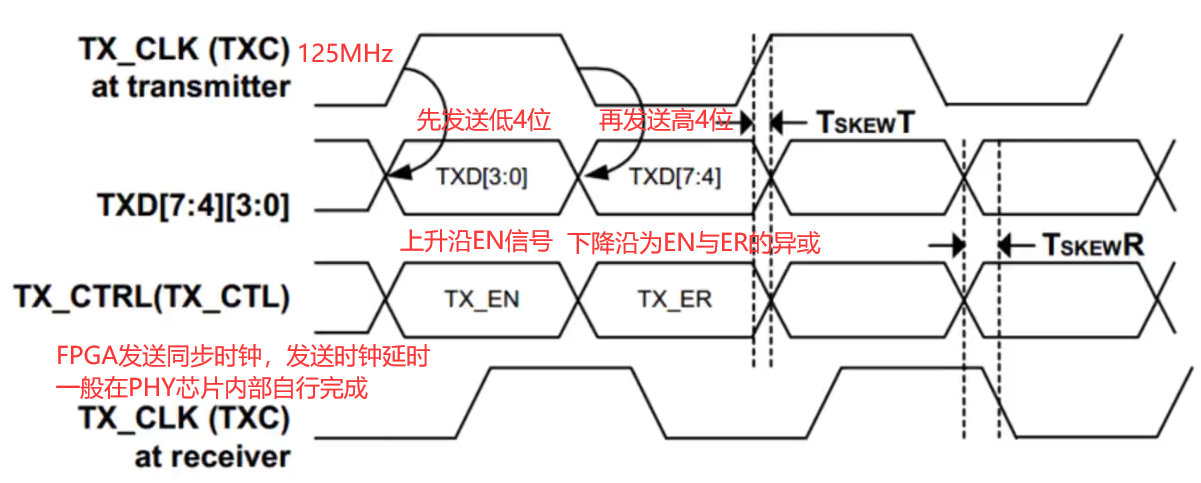 TX_CLK (TXC) 125MHz
at transmitter
先发送低4位 再发送高4位 TSKEWT
TXD[3:0] TXD[7:4]
TXD[7:4][3:0]
上升沿EN信号 下降沿为EN与ER的异或 TSKEWR
TX_CTRL(TX_CTL) TX_EN TX_ER
FPGA发送同步时钟，发送时钟延时
一般在PHY芯片内部自行完成
TX_CLK (TXC)
at receiver